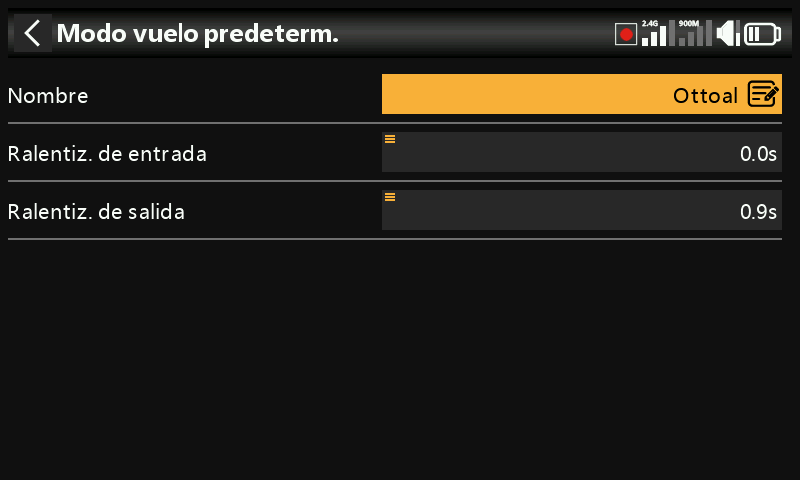 Modo vuelo predeterm.
2.4G 900M
Nombre Ottoal
Ralentiz. de entrada 0.0s
Ralentiz. de salida 0.9s